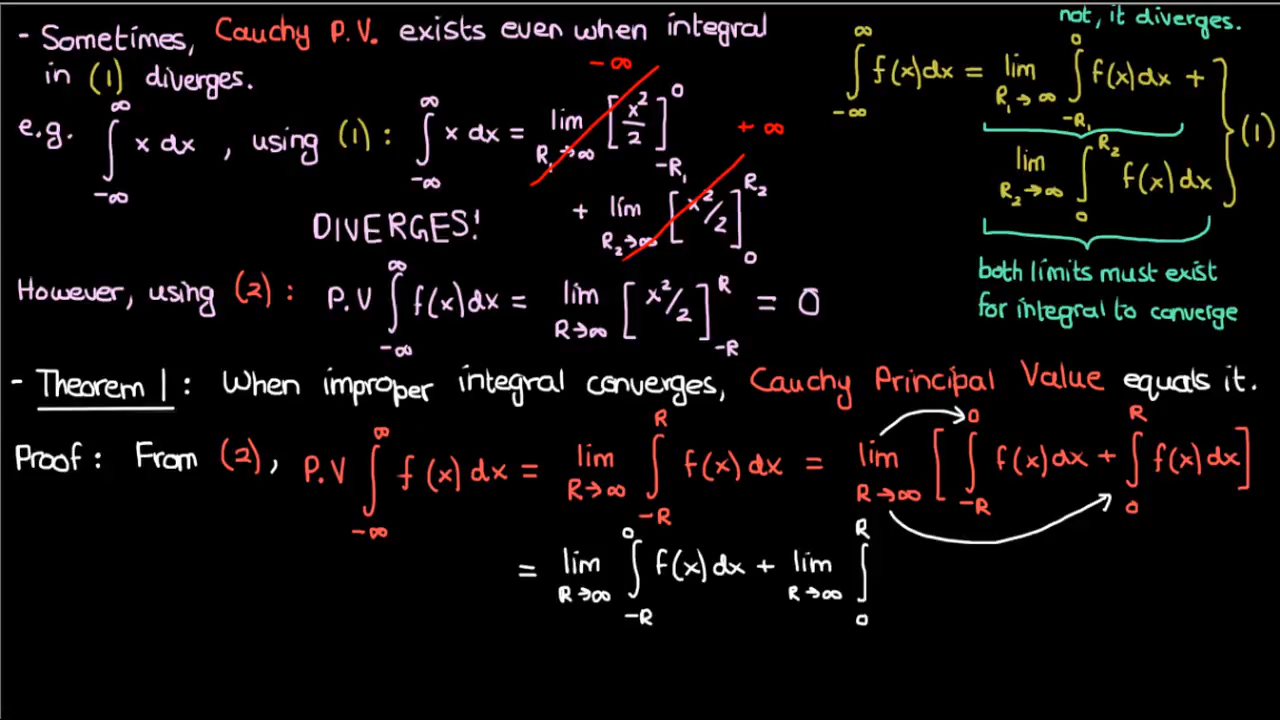 - Sometimes, Cauchy P.V. exists even when integral
in (1) diverges.
e.g. ∫_{-∞}^{∞} x dx , using (1) : ∫_{-∞}^{∞} x dx = lim_{R₁→∞} [x²/2]_{-R₁}^{0} -∞
+ lim_{R₂→∞} [x²/2]_{0}^{R₂} +∞
DIVERGES!
not, it diverges.
∫_{-∞}^{∞} f(x)dx = lim_{R₁→∞} ∫_{-R₁}^{0} f(x)dx +
lim_{R₂→∞} ∫_{0}^{R₂} f(x)dx } (1)
both limits must exist
for integral to converge
However, using (2) : P.V ∫_{-∞}^{∞} f(x)dx = lim_{R→∞} [x²/2]_{-R}^{R} = 0
- Theorem 1 : When improper integral converges, Cauchy Principal Value equals it.
Proof : From (2), P.V ∫_{-∞}^{∞} f(x) dx = lim_{R→∞} ∫_{-R}^{R} f(x) dx = lim_{R→∞} [∫_{-R}^{0} f(x)dx + ∫_{0}^{R} f(x)dx]
= lim_{R→∞} ∫_{-R}^{0} f(x)dx + lim_{R→∞} ∫_{0}^{R}